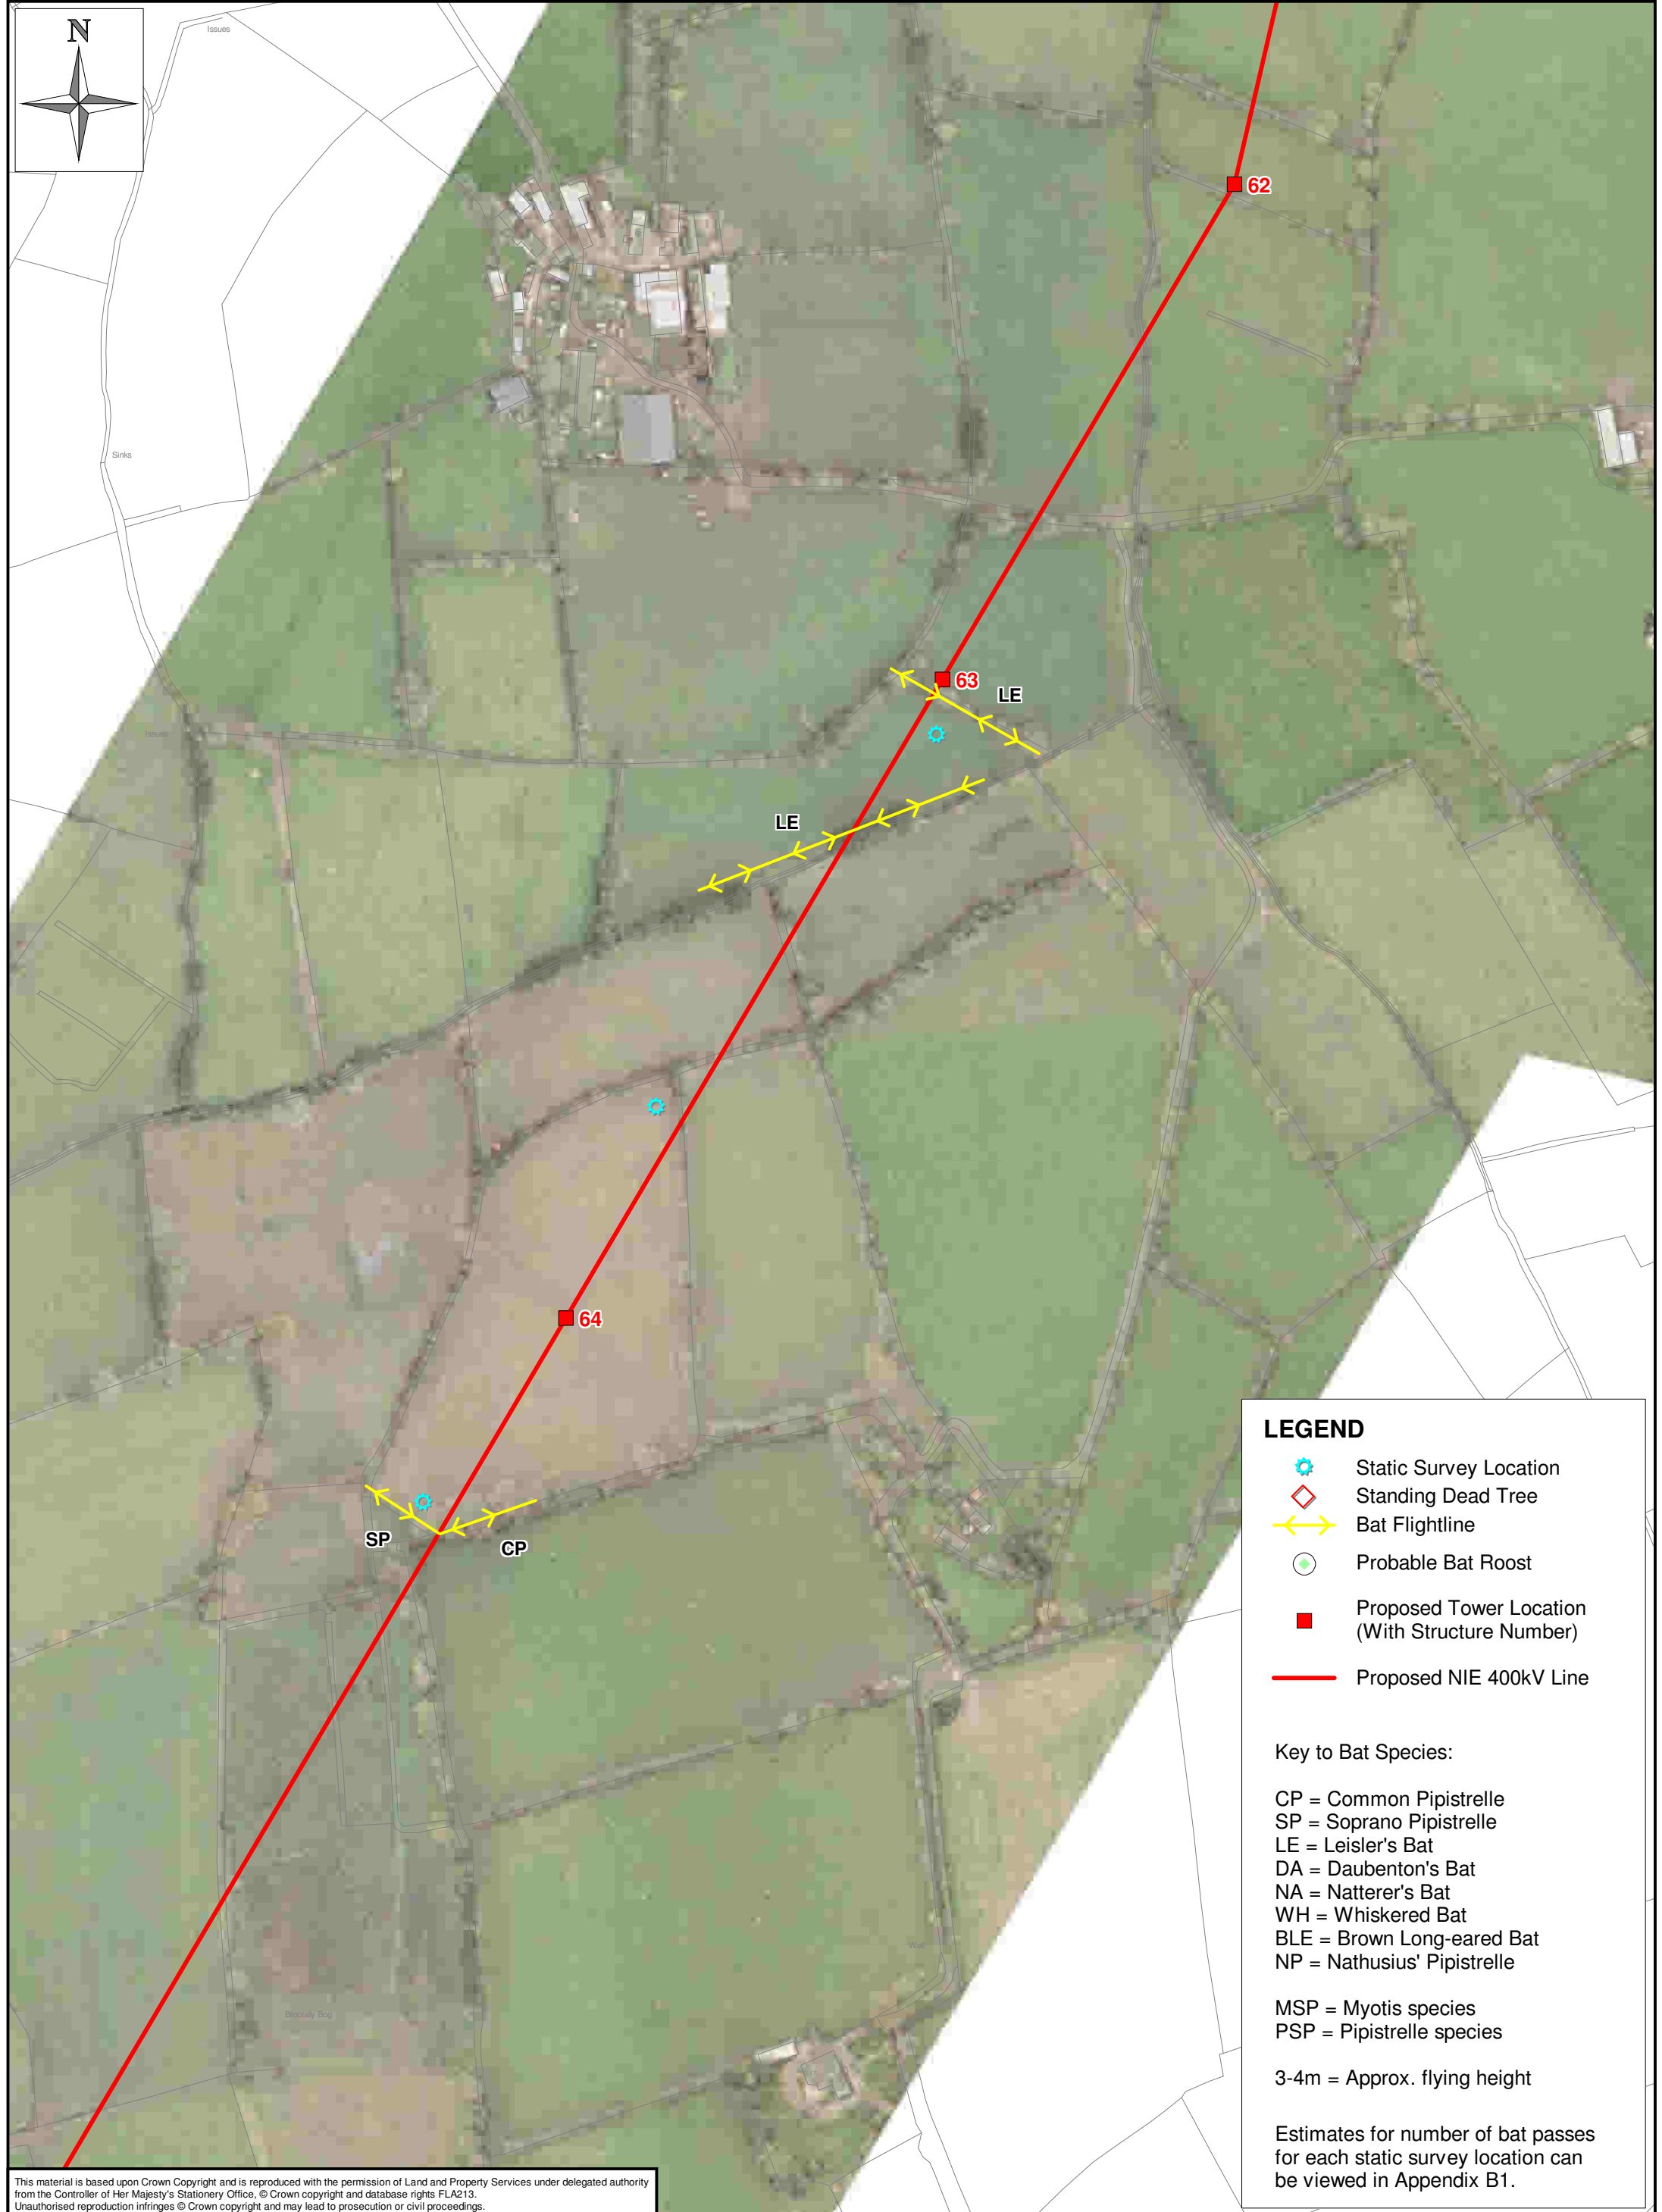 N
Issues
62
Sinks
63
LE
Issues
LE
64
SP
CP
Well
LEGEND
Static Survey Location
Standing Dead Tree
Bat Flightline
Probable Bat Roost
Proposed Tower Location
(With Structure Number)
Proposed NIE 400kV Line
Key to Bat Species:
CP = Common Pipistrelle
SP = Soprano Pipistrelle
LE = Leisler's Bat
DA = Daubenton's Bat
NA = Natterer's Bat
WH = Whiskered Bat
BLE = Brown Long-eared Bat
NP = Nathusius' Pipistrelle
MSP = Myotis species
PSP = Pipistrelle species
3-4m = Approx. flying height
Estimates for number of bat passes
for each static survey location can
be viewed in Appendix B1.
Bog
This material is based upon Crown Copyright and is reproduced with the permission of Land and Property Services under delegated authority
from the Controller of Her Majesty's Stationery Office, © Crown copyright and database rights FLA213.
Unauthorised reproduction infringes © Crown copyright and may lead to prosecution or civil proceedings.